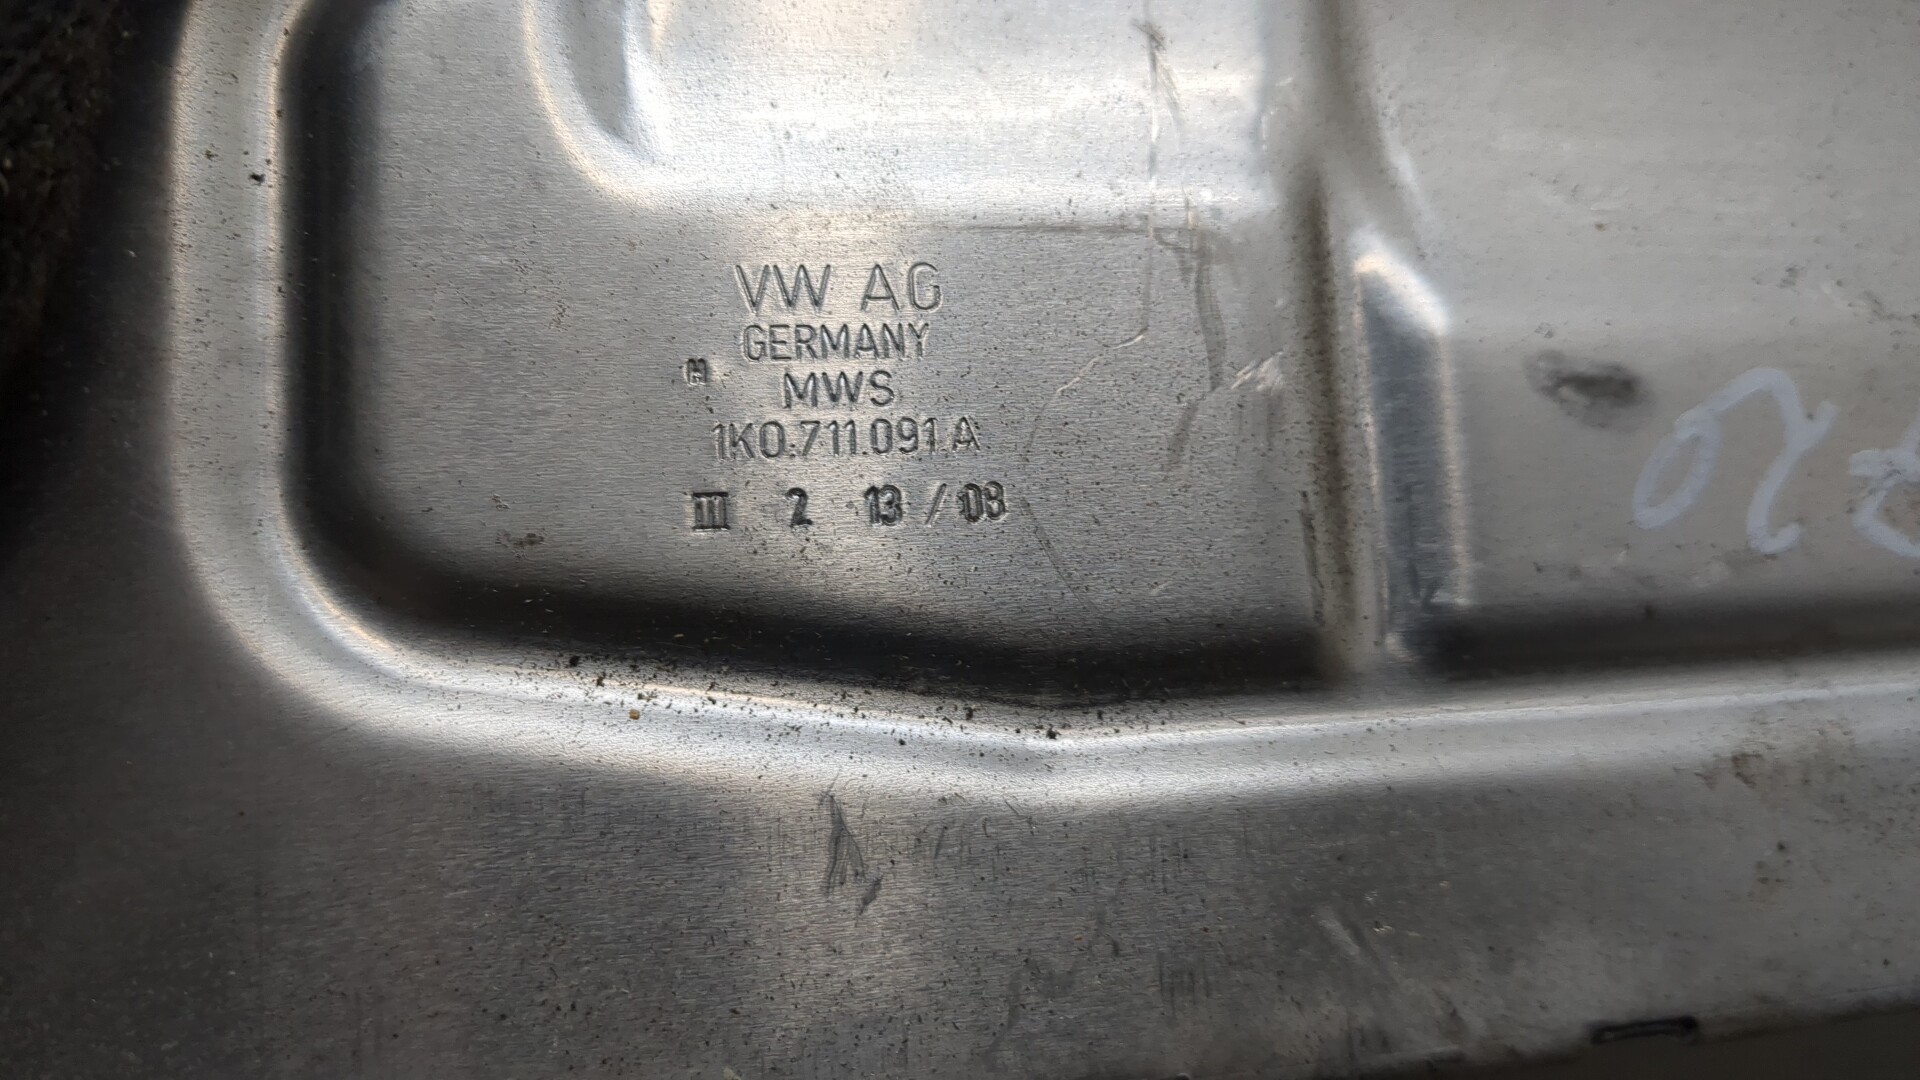 VW AG
GERMANY
H MWS
1K0.711.091.A
III 2 13/08